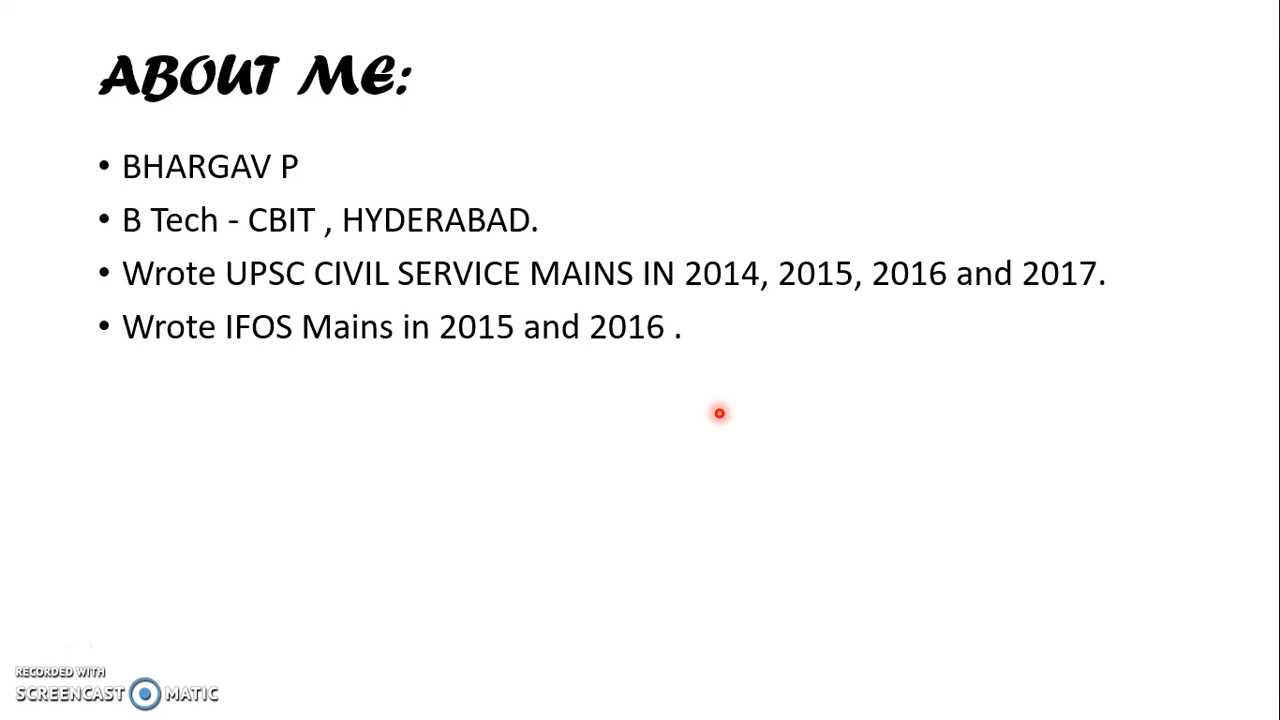 ABOUT ME:
• BHARGAV P
• B Tech - CBIT , HYDERABAD.
• Wrote UPSC CIVIL SERVICE MAINS IN 2014, 2015, 2016 and 2017.
• Wrote IFOS Mains in 2015 and 2016 .
RECORDED WITH
SCREENCAST MATIC